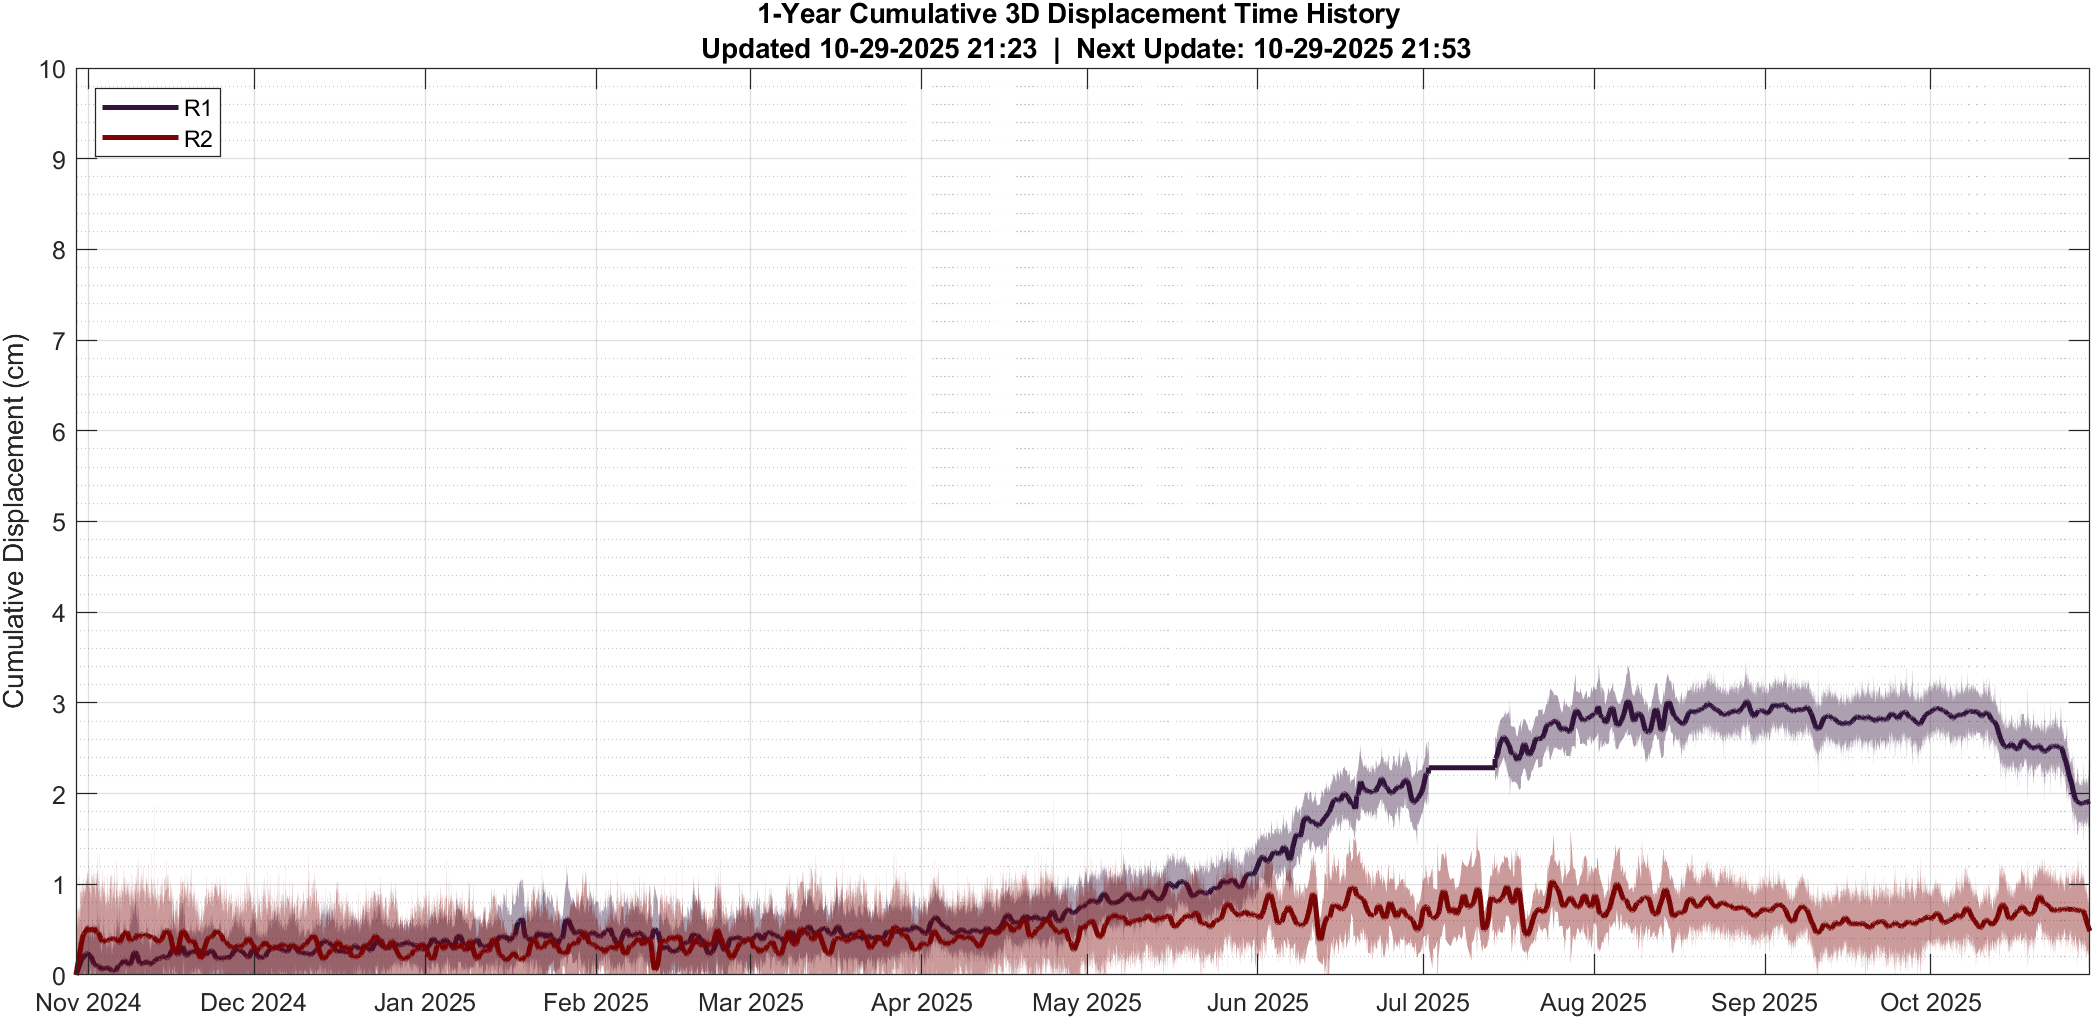 1-Year Cumulative 3D Displacement Time History
Updated 10-29-2025 21:23 | Next Update: 10-29-2025 21:53
R1
R2
Cumulative Displacement (cm)
10
9
8
7
6
5
4
3
2
1
0
Nov 2024 Dec 2024 Jan 2025 Feb 2025 Mar 2025 Apr 2025 May 2025 Jun 2025 Jul 2025 Aug 2025 Sep 2025 Oct 2025